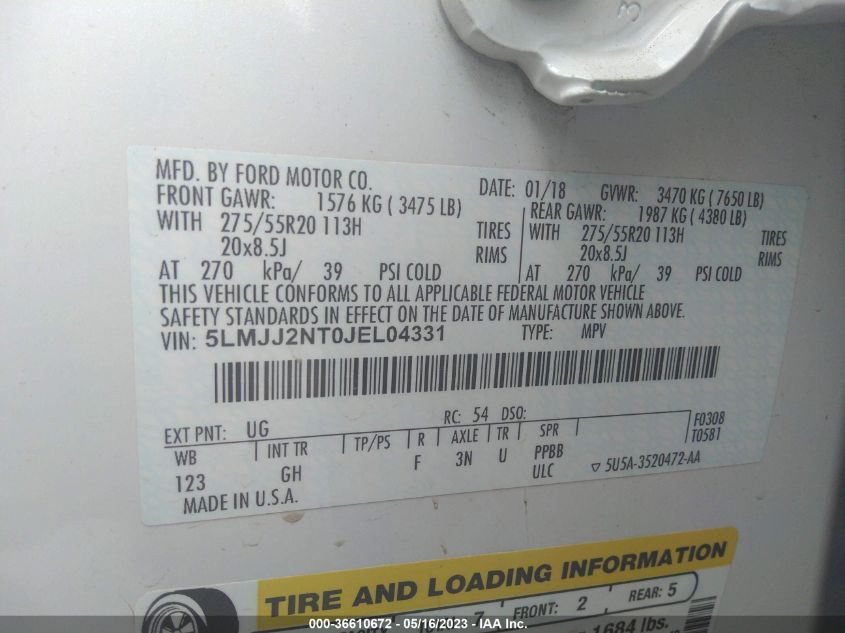 3
MFD. BY FORD MOTOR CO.
DATE: 01/18 GVWR: 3470 KG ( 7650 LB)
FRONT GAWR: 1576 KG ( 3475 LB)
WITH 275/55R20 113H TIRES
20x8.5J RIMS
AT 270 kPa/ 39 PSI COLD
REAR GAWR: 1987 KG ( 4380 LB)
WITH 275/55R20 113H TIRES
20x8.5J RIMS
AT 270 kPa/ 39 PSI COLD
THIS VEHICLE CONFORMS TO ALL APPLICABLE FEDERAL MOTOR VEHICLE
SAFETY STANDARDS IN EFFECT ON THE DATE OF MANUFACTURE SHOWN ABOVE.
VIN: 5LMJJ2NT0JEL04331 TYPE: MPV
EXT PNT: UG RC: 54 DSO: F0308
WB INT TR TP/PS R AXLE TR SPR T0581
123 GH F 3N U PPBB
ULC ▽ 5U5A-3520472-AA
MADE IN U.S.A.
TIRE AND LOADING INFORMATION
7 FRONT: 2 REAR: 5
1684 lbs.
000-36610672 - 05/16/2023 - IAA Inc.